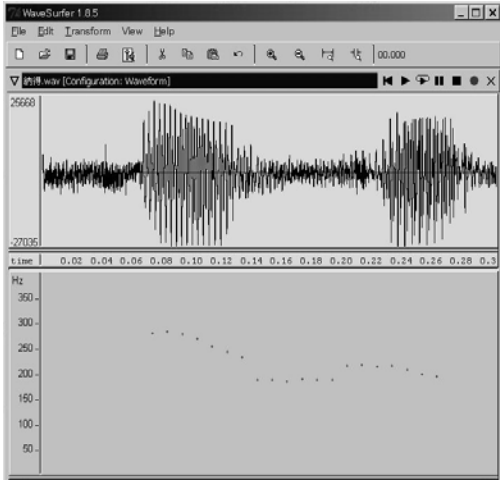 WaveSurfer 1.8.5
File Edit Transform View Help
00.000
納得.wav [Configuration: Waveform]
25668
-27035
time 0.02 0.04 0.06 0.08 0.10 0.12 0.14 0.16 0.18 0.20 0.22 0.24 0.26 0.28 0.3
Hz
350
300
250
200
150
100
50